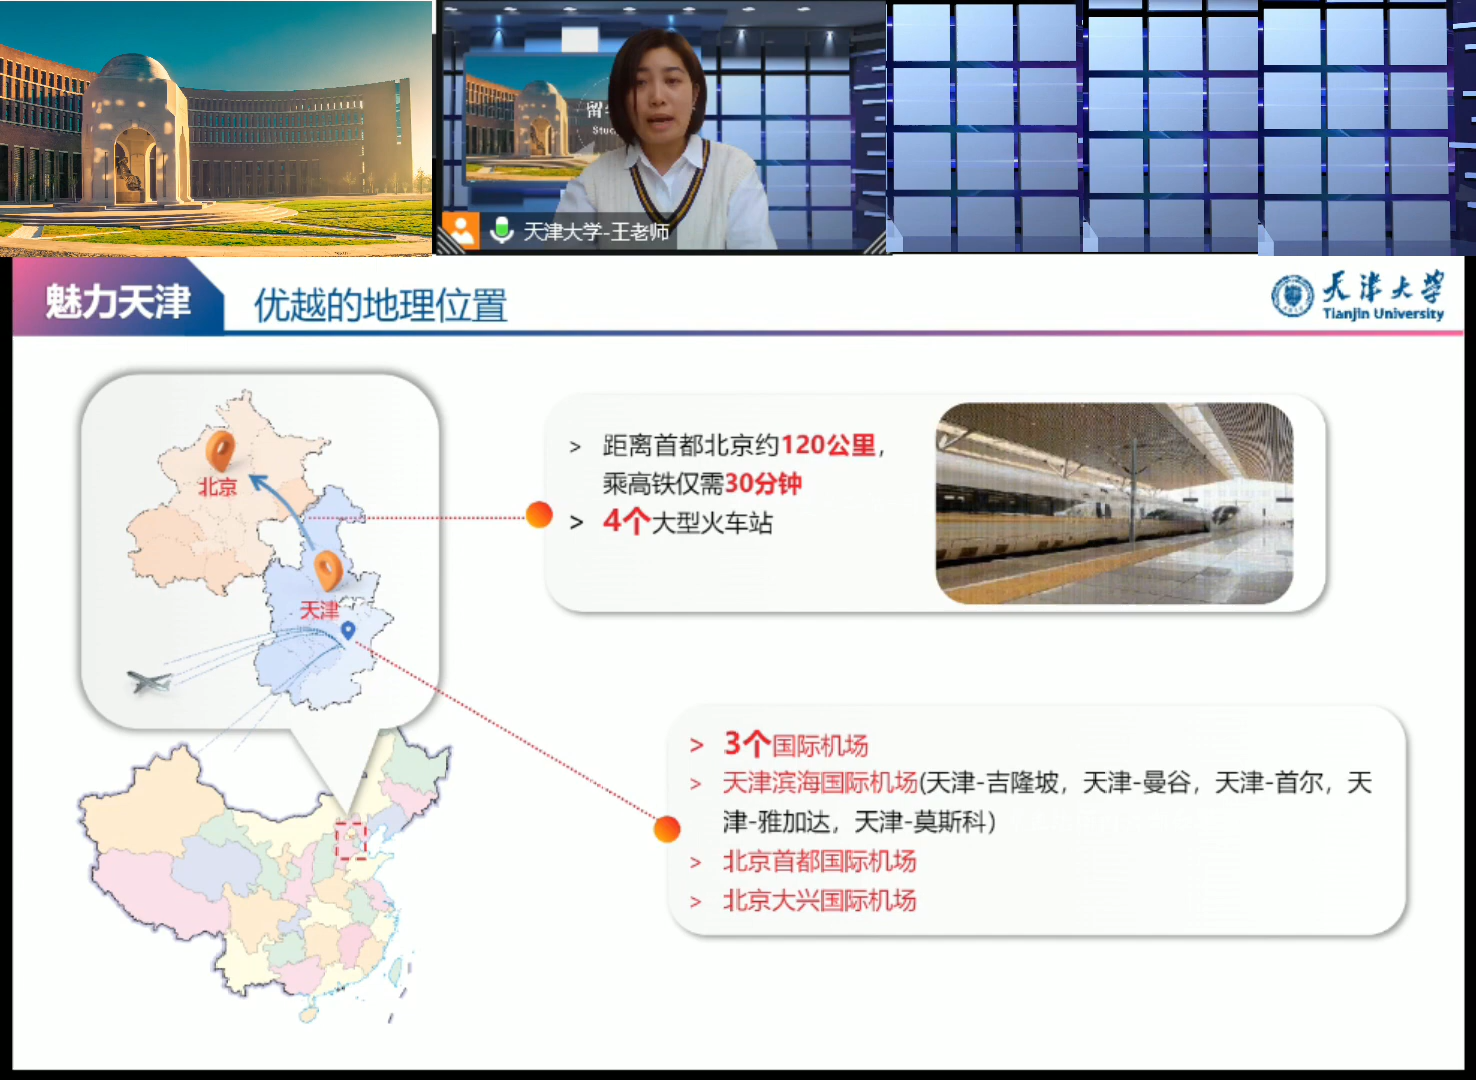 留
Stud
天津大学-王老师
魅力天津
优越的地理位置
天津大学
Tianjin University
北京
天津
> 距离首都北京约120公里，
乘高铁仅需30分钟
> 4个大型火车站
> 3个国际机场
> 天津滨海国际机场(天津-吉隆坡，天津-曼谷，天津-首尔，天
津-雅加达，天津-莫斯科）
> 北京首都国际机场
> 北京大兴国际机场